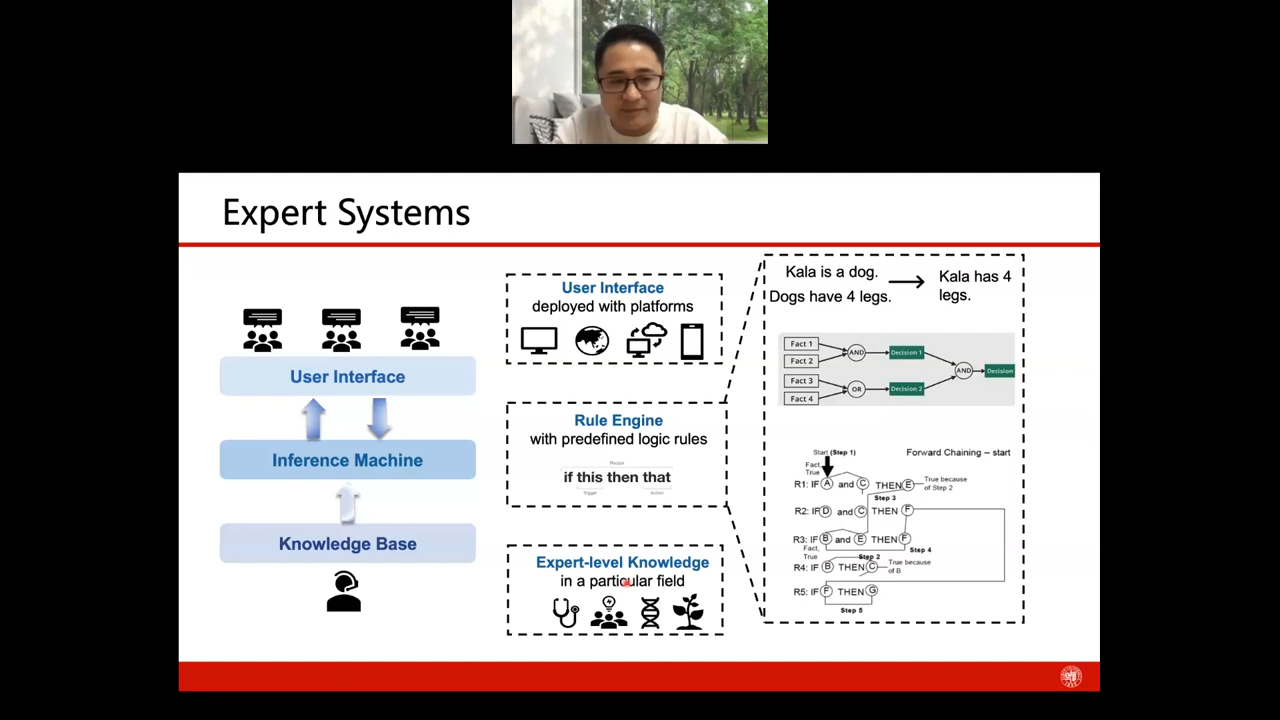 Expert Systems
User Interface
Inference Machine
Knowledge Base
User Interface
deployed with platforms
Rule Engine
with predefined logic rules
Recipe
if this then that
Trigger
Action
Expert-level Knowledge
in a particular field
Kala is a dog.
Dogs have 4 legs.
Kala has 4
legs.
Fact 1
Fact 2
Fact 3
Fact 4
AND
OR
Decision 1
Decision 2
AND
Decision
Start (Step 1)
Forward Chaining – start
Fact,
True
R1: IF A and C THEN E
True because
of Step 2
Step 3
R2: IF D and C THEN F
R3: IF B and E THEN F
Fact,
True
Step 2
Step 4
R4: IF B THEN C
True because
of B
R5: IF F THEN G
Step 5